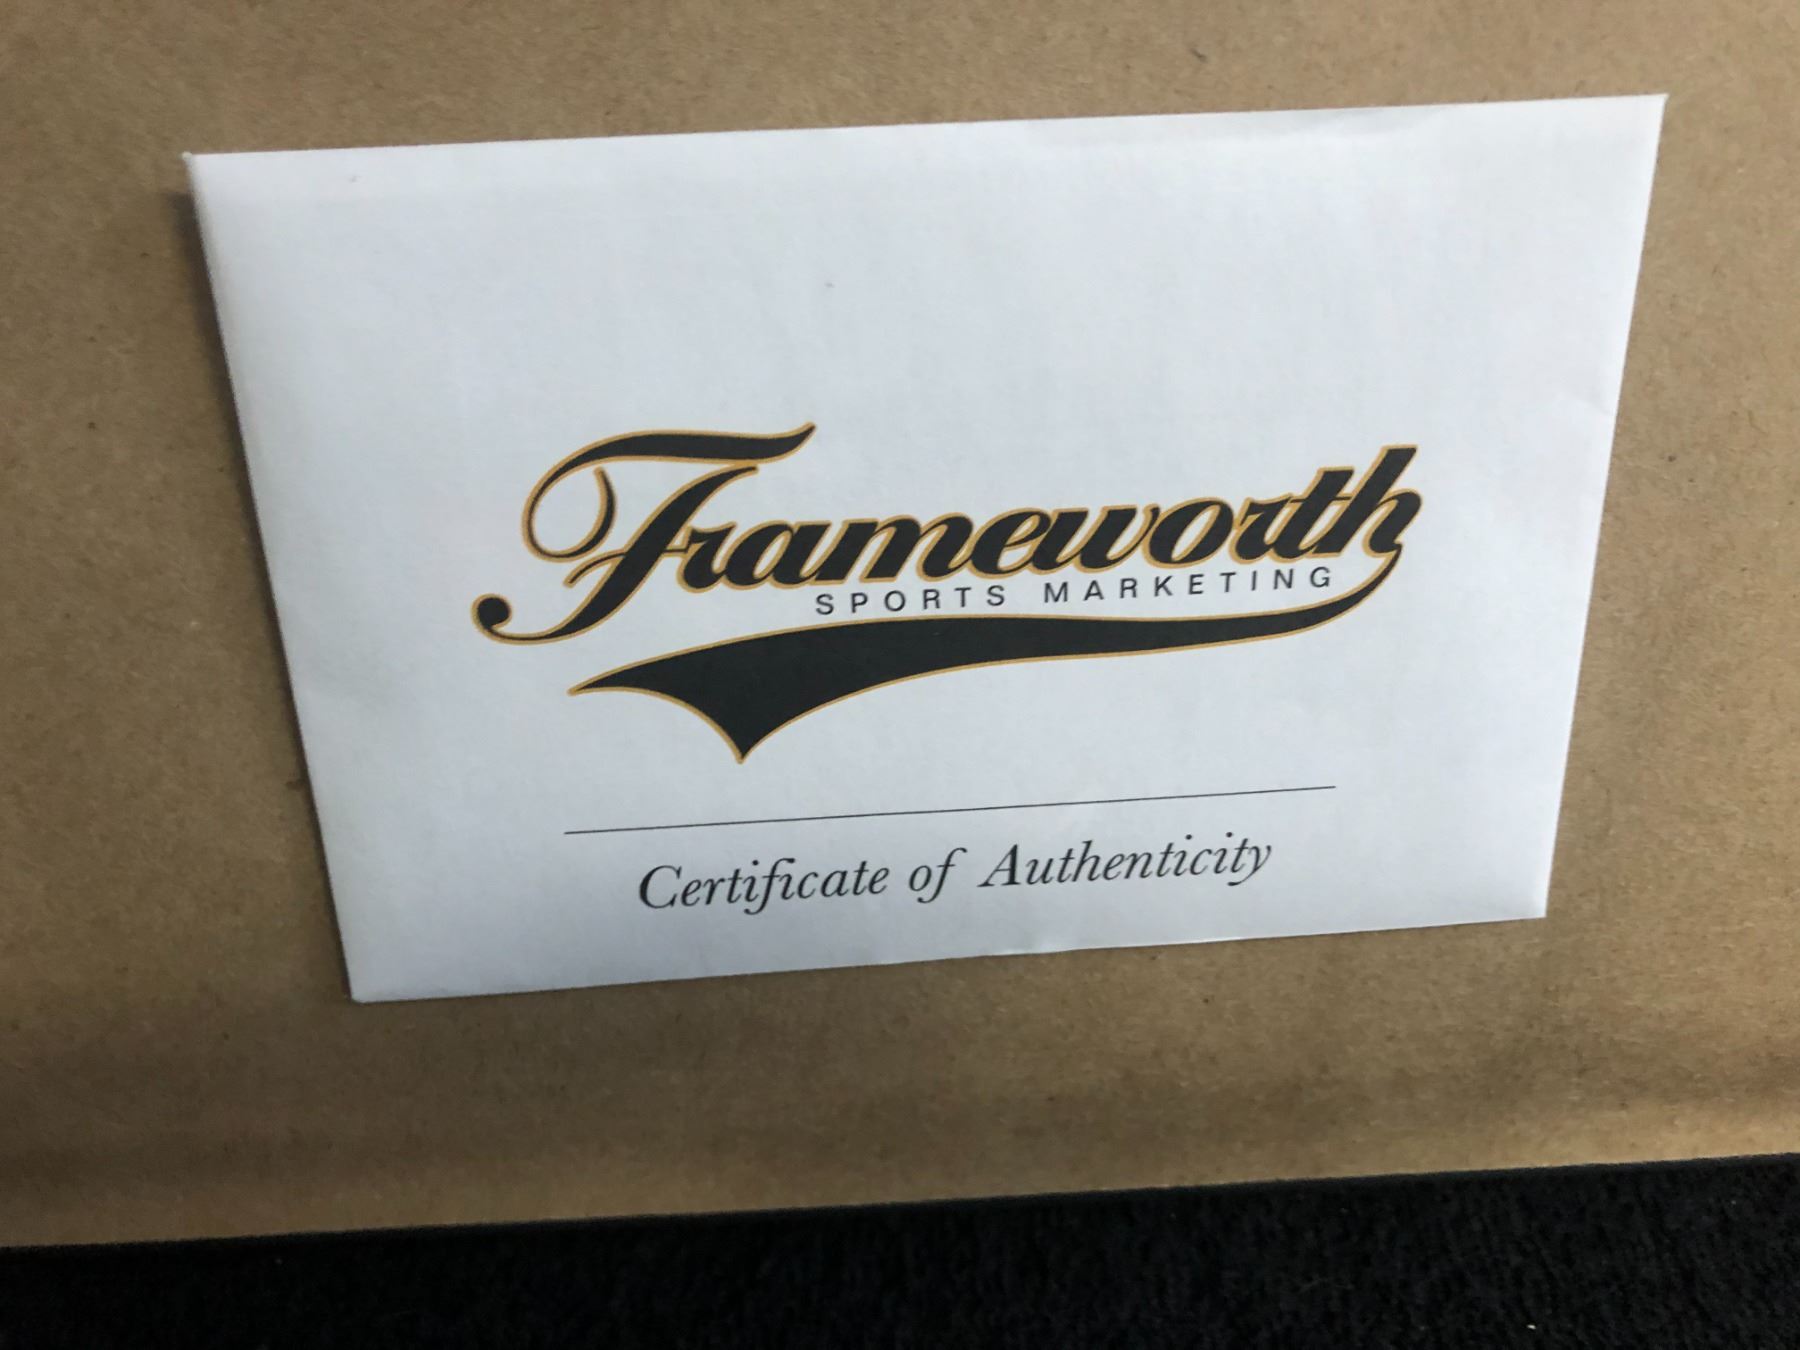 Frameworth
SPORTS MARKETING
Certificate of Authenticity